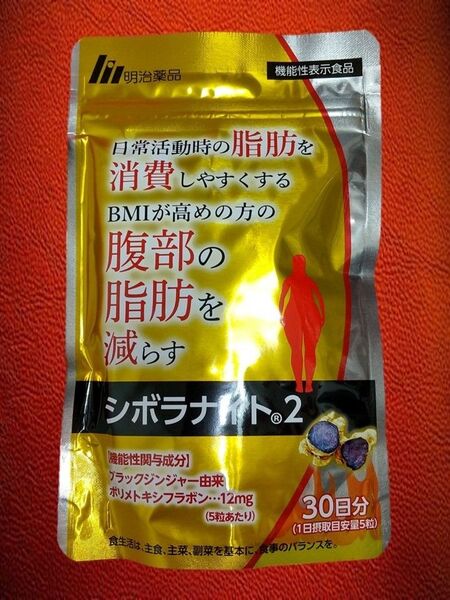 明治薬品
機能性表示食品
日常活動時の脂肪を
消費しやすくする
BMIが高めの方の
腹部の
脂肪を
減らす
シボラナイト®2
【機能性関与成分】
ブラックジンジャー由来
ポリメトキシフラボン…12mg
(5粒あたり)
30日分
(1日摂取目安量5粒)
食生活は、主食、主菜、副菜を基本に、食事のバランスを。